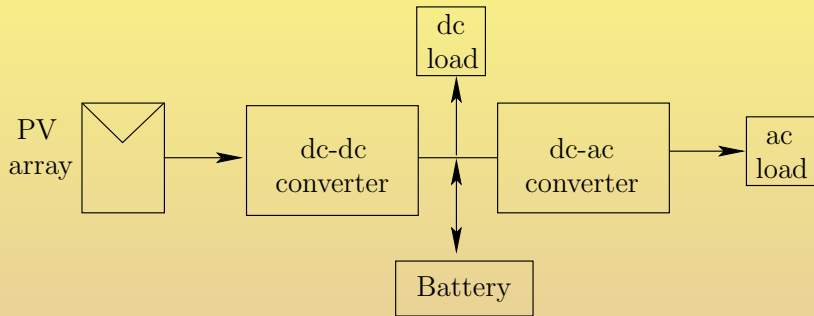 dc
load
PV
array
dc-dc
converter
dc-ac
converter
ac
load
Battery